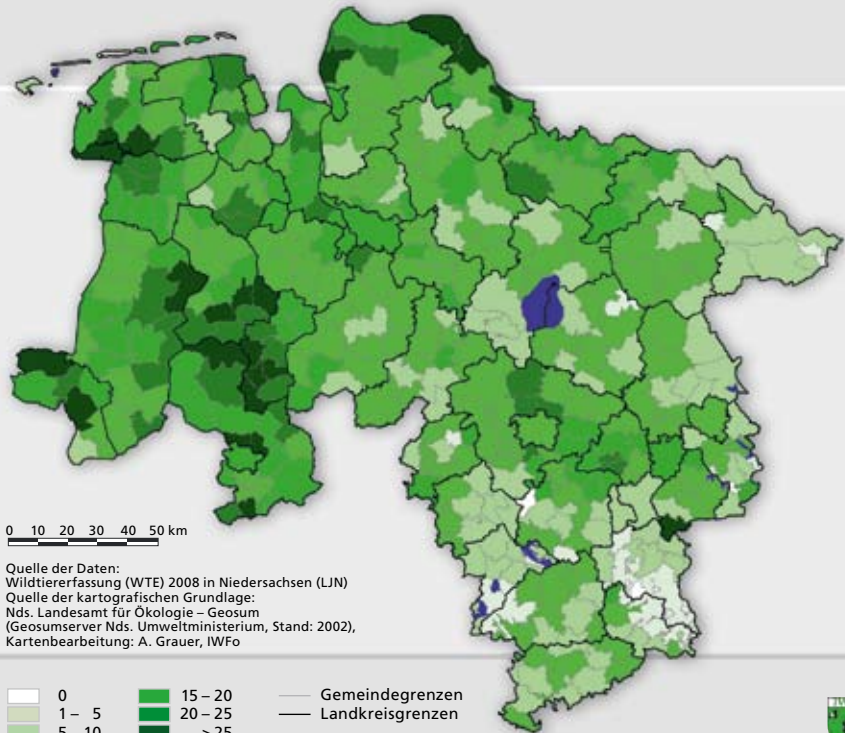 0 10 20 30 40 50 km
Quelle der Daten:
Wildtiererfassung (WTE) 2008 in Niedersachsen (LJN)
Quelle der kartografischen Grundlage:
Nds. Landesamt für Ökologie – Geosum
(Geosumserver Nds. Umweltministerium, Stand: 2002),
Kartenbearbeitung: A. Grauer, IWFo
0 15 – 20 Gemeindegrenzen
1 – 5 20 – 25 Landkreisgrenzen
5 – 10 > 25